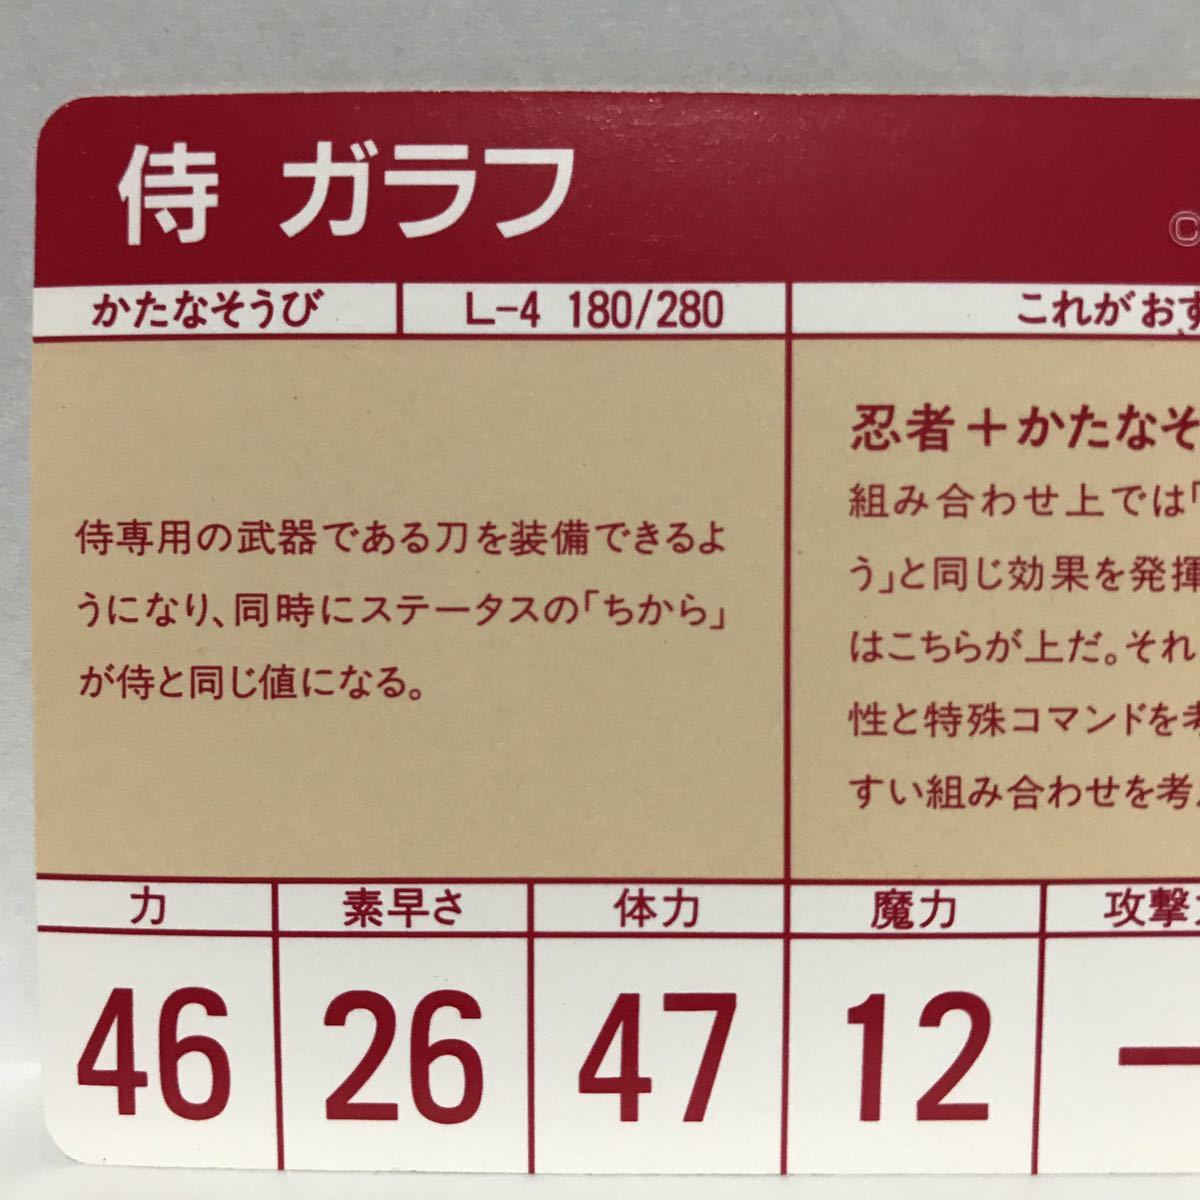 侍 ガラフ
©
かたなそうび
L-4 180/280
これがおす
侍専用の武器である刀を装備できるよ
うになり、同時にステータスの「ちから」
が侍と同じ値になる。
忍者＋かたなそ
組み合わせ上では「
う」と同じ効果を発揮
はこちらが上だ。それ
性と特殊コマンドを考
すい組み合わせを考
力 素早さ 体力 魔力 攻撃
46 26 47 12 ー